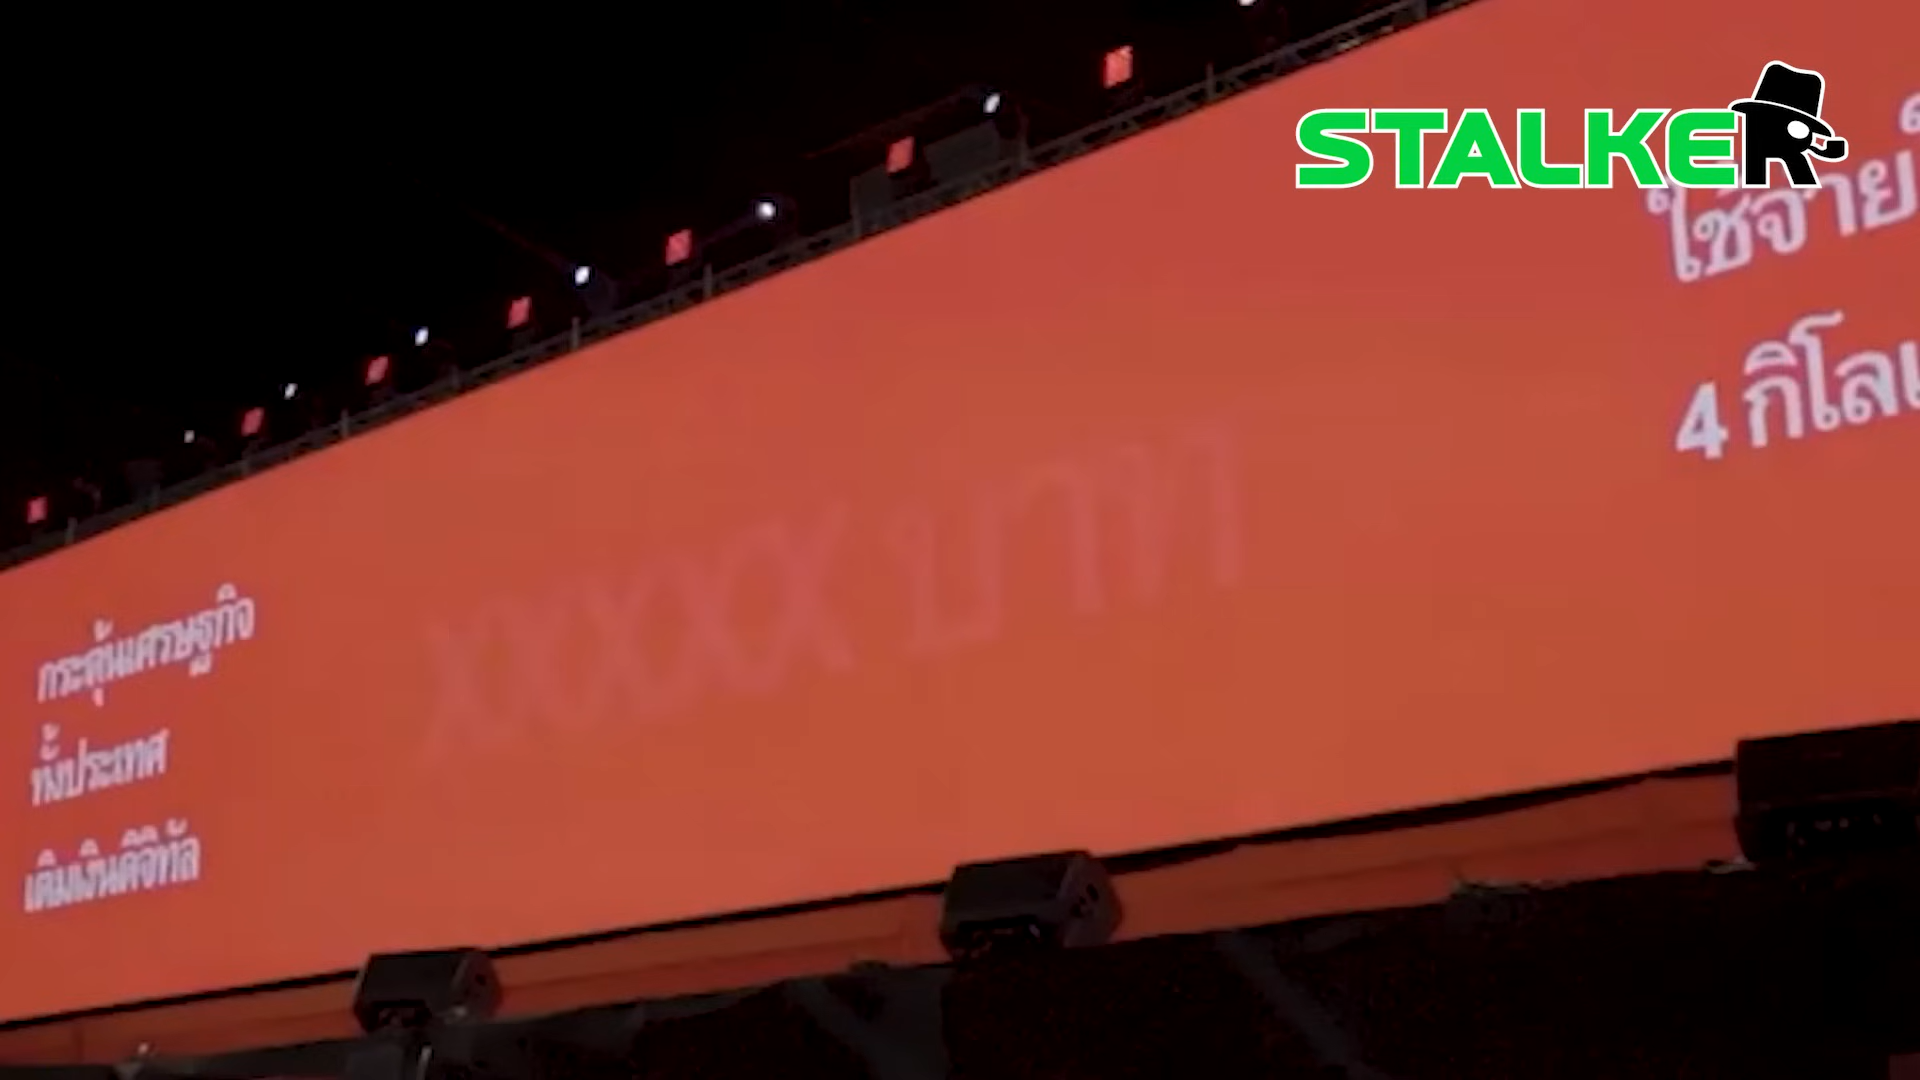 STALKER
ใช้จ่าย
4 กิโล
xxxxx บาท
กระตุ้นเศรษฐกิจ
ทั้งประเทศ
เติมเงินดิจิทัล